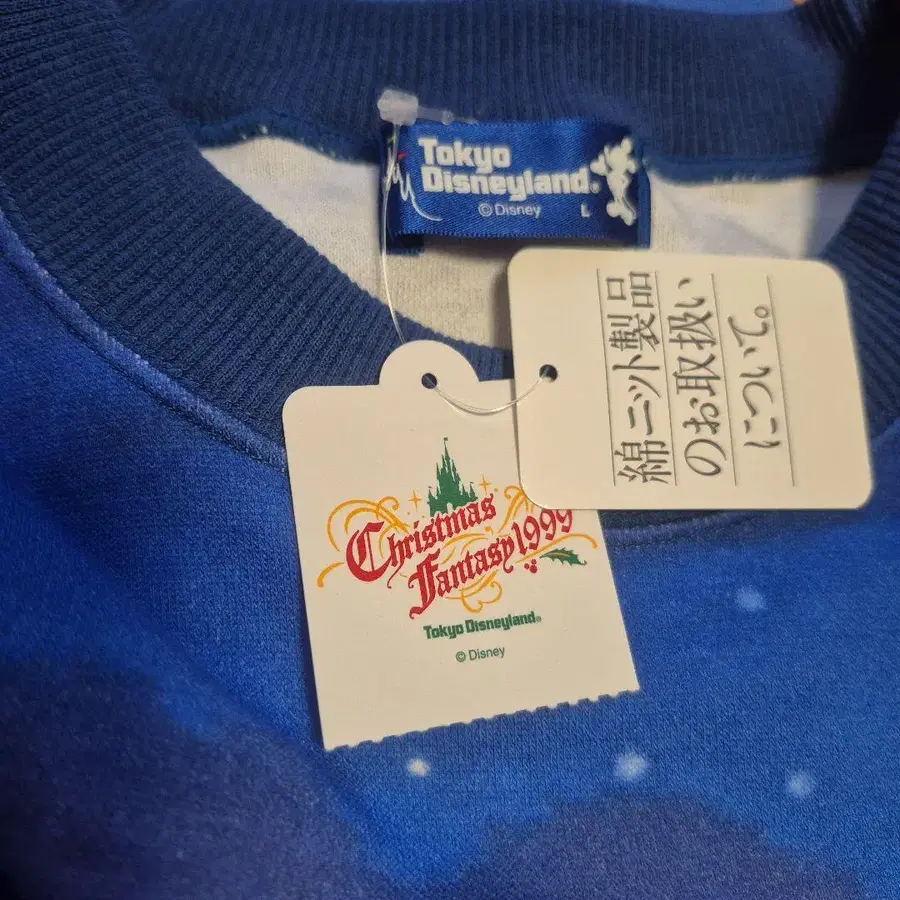 Tokyo
Disneyland®
© Disney L
綿ニット製品
のお取扱い
について。
Christmas
Fantasy 1999
Tokyo Disneyland®
© Disney